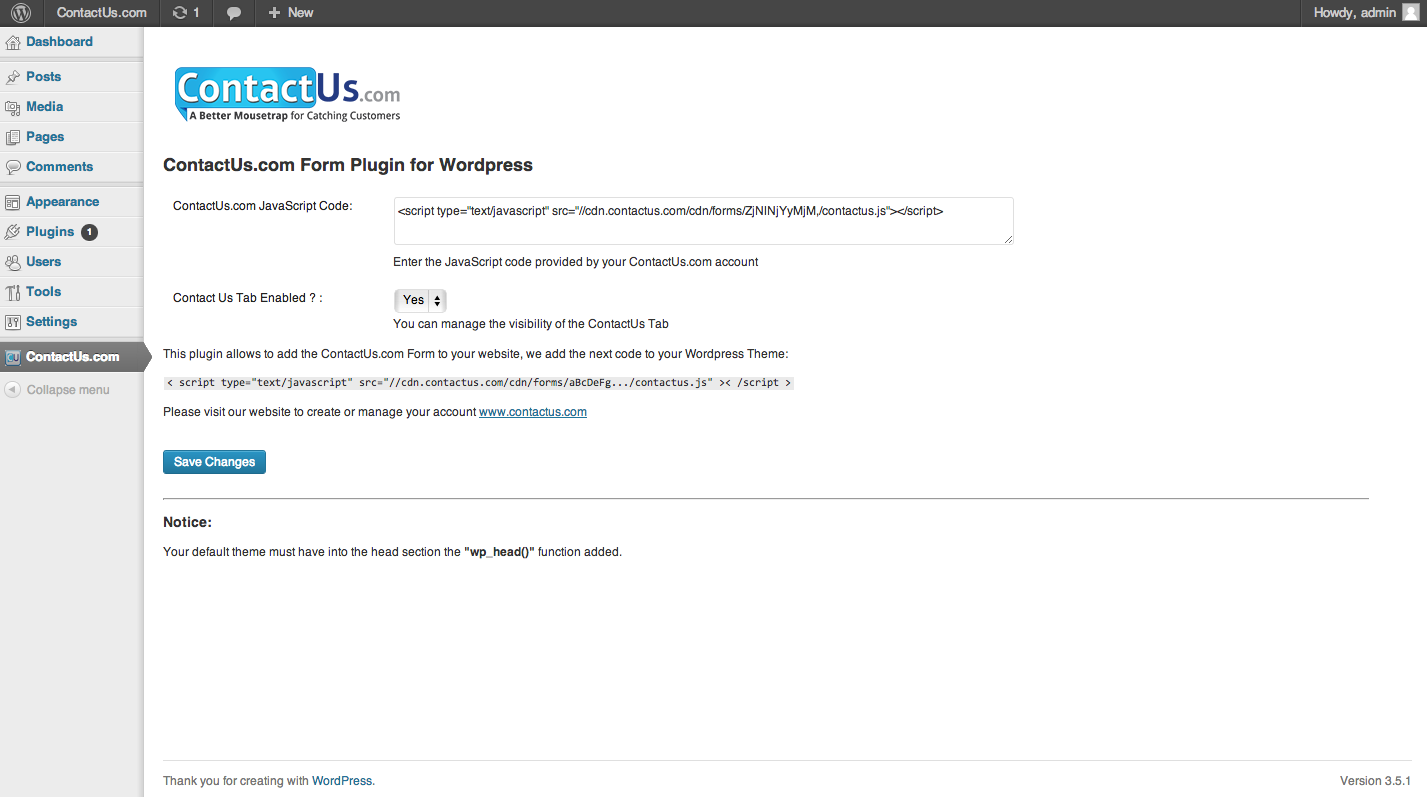 ContactUs.com
1
New
Howdy, admin
Dashboard
Posts
Media
Pages
Comments
Appearance
Plugins 1
Users
Tools
Settings
CU ContactUs.com
Collapse menu
ContactUs.com
A Better Mousetrap for Catching Customers
ContactUs.com Form Plugin for Wordpress
ContactUs.com JavaScript Code:
<script type="text/javascript" src="//cdn.contactus.com/cdn/forms/ZjNlNjYyMjM,/contactus.js"></script>
Enter the JavaScript code provided by your ContactUs.com account
Contact Us Tab Enabled ? :
Yes
You can manage the visibility of the ContactUs Tab
This plugin allows to add the ContactUs.com Form to your website, we add the next code to your Wordpress Theme:
< script type="text/javascript" src="//cdn.contactus.com/cdn/forms/aBcDeFg.../contactus.js" >< /script >
Please visit our website to create or manage your account www.contactus.com
Save Changes
Notice:
Your default theme must have into the head section the "wp_head()" function added.
Thank you for creating with WordPress.
Version 3.5.1